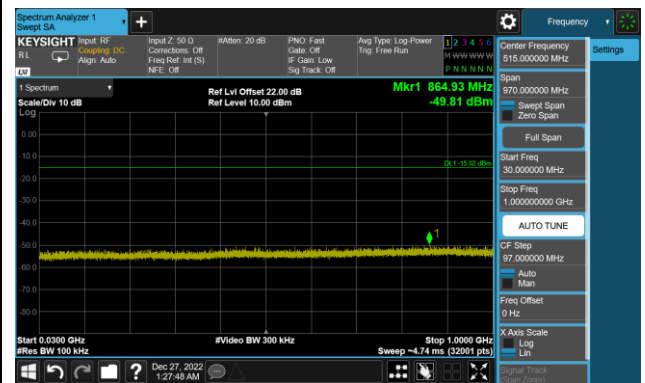 Spectrum Analyzer 1
Swept SA
Frequency
KEYSIGHT
RL
LXI
Input: RF
Coupling: DC
Align: Auto
Input Z: 50 Ω
Corrections: Off
Freq Ref: Int (S)
NFE: Off
#Atten: 20 dB
PNO: Fast
Gate: Off
IF Gain: Low
Sig Track: Off
Avg Type: Log-Power
Trig: Free Run
1 2 3 4 5 6
M W W W W W
P N N N N N
Center Frequency
515.000000 MHz
Settings
1 Spectrum
Scale/Div 10 dB
Log
Ref Lvl Offset 22.00 dB
Ref Level 10.00 dBm
Mkr1 864.93 MHz
-49.81 dBm
Span
970.000000 MHz
Swept Span
Zero Span
Full Span
Start Freq
30.000000 MHz
Stop Freq
1.000000000 GHz
AUTO TUNE
CF Step
97.000000 MHz
Auto
Man
Freq Offset
0 Hz
X Axis Scale
Log
Lin
Signal Track
(Span Zoom)
0.00
-10.0
DL1 -15.02 dBm
-20.0
-30.0
-40.0
1
-50.0
-60.0
-70.0
-80.0
Start 0.0300 GHz
#Res BW 100 kHz
#Video BW 300 kHz
Stop 1.0000 GHz
Sweep ~4.74 ms (32001 pts)
?
Dec 27, 2022
1:27:48 AM